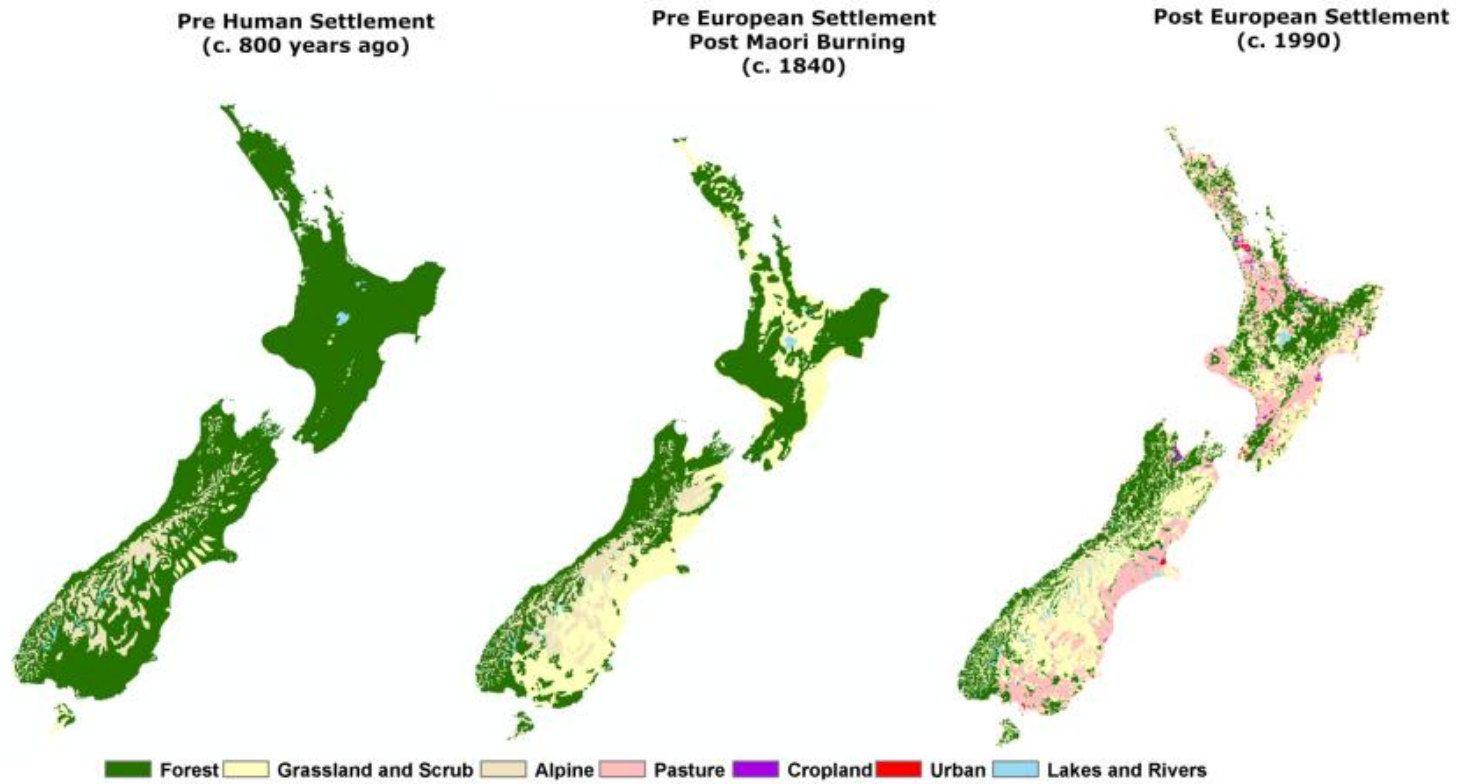 Pre Human Settlement
(c. 800 years ago)
Pre European Settlement
Post Maori Burning
(c. 1840)
Post European Settlement
(c. 1990)
Forest
Grassland and Scrub
Alpine
Pasture
Cropland
Urban
Lakes and Rivers